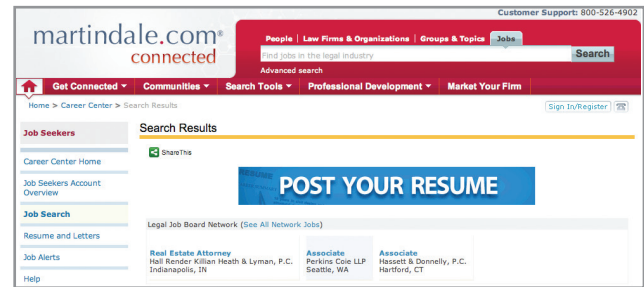 Customer Support: 800-526-4902
martindale.com®
connected
People | Law Firms & Organizations | Groups & Topics Jobs
Find jobs in the legal industry Search
Advanced search
Get Connected Communities Search Tools Professional Development Market Your Firm
Home > Career Center > Search Results Sign In/Register
Job Seekers
Career Center Home
Job Seekers Account
Overview
Job Search
Resume and Letters
Job Alerts
Help
Search Results
ShareThis
RESUME
POST YOUR RESUME
Legal Job Board Network (See All Network Jobs)
Real Estate Attorney
Hall Render Killian Heath & Lyman, P.C.
Indianapolis, IN
Associate
Perkins Coie LLP
Seattle, WA
Associate
Hassett & Donnelly, P.C.
Hartford, CT